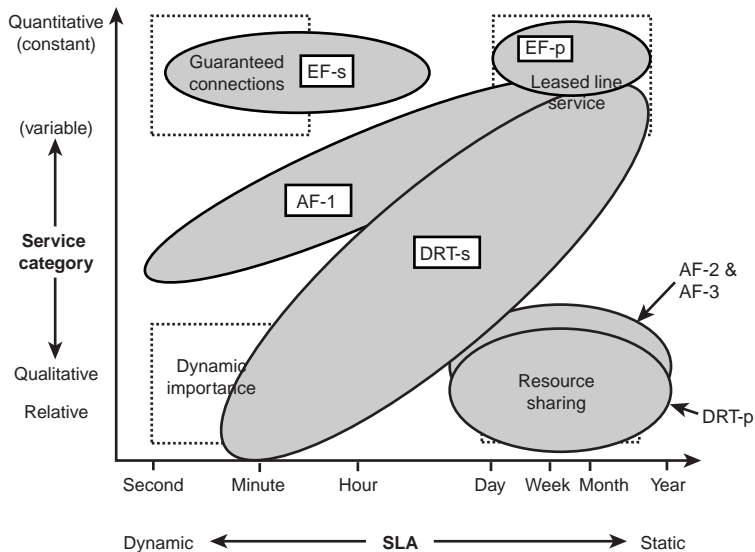 Quantitative
(constant)
(variable)
Service
category
Qualitative
Relative
Guaranteed
connections
EF-s
EF-p
Leased line
service
AF-1
DRT-s
AF-2 &
AF-3
Dynamic
importance
Resource
sharing
DRT-p
Second
Minute
Hour
Day
Week
Month
Year
Dynamic
SLA
Static